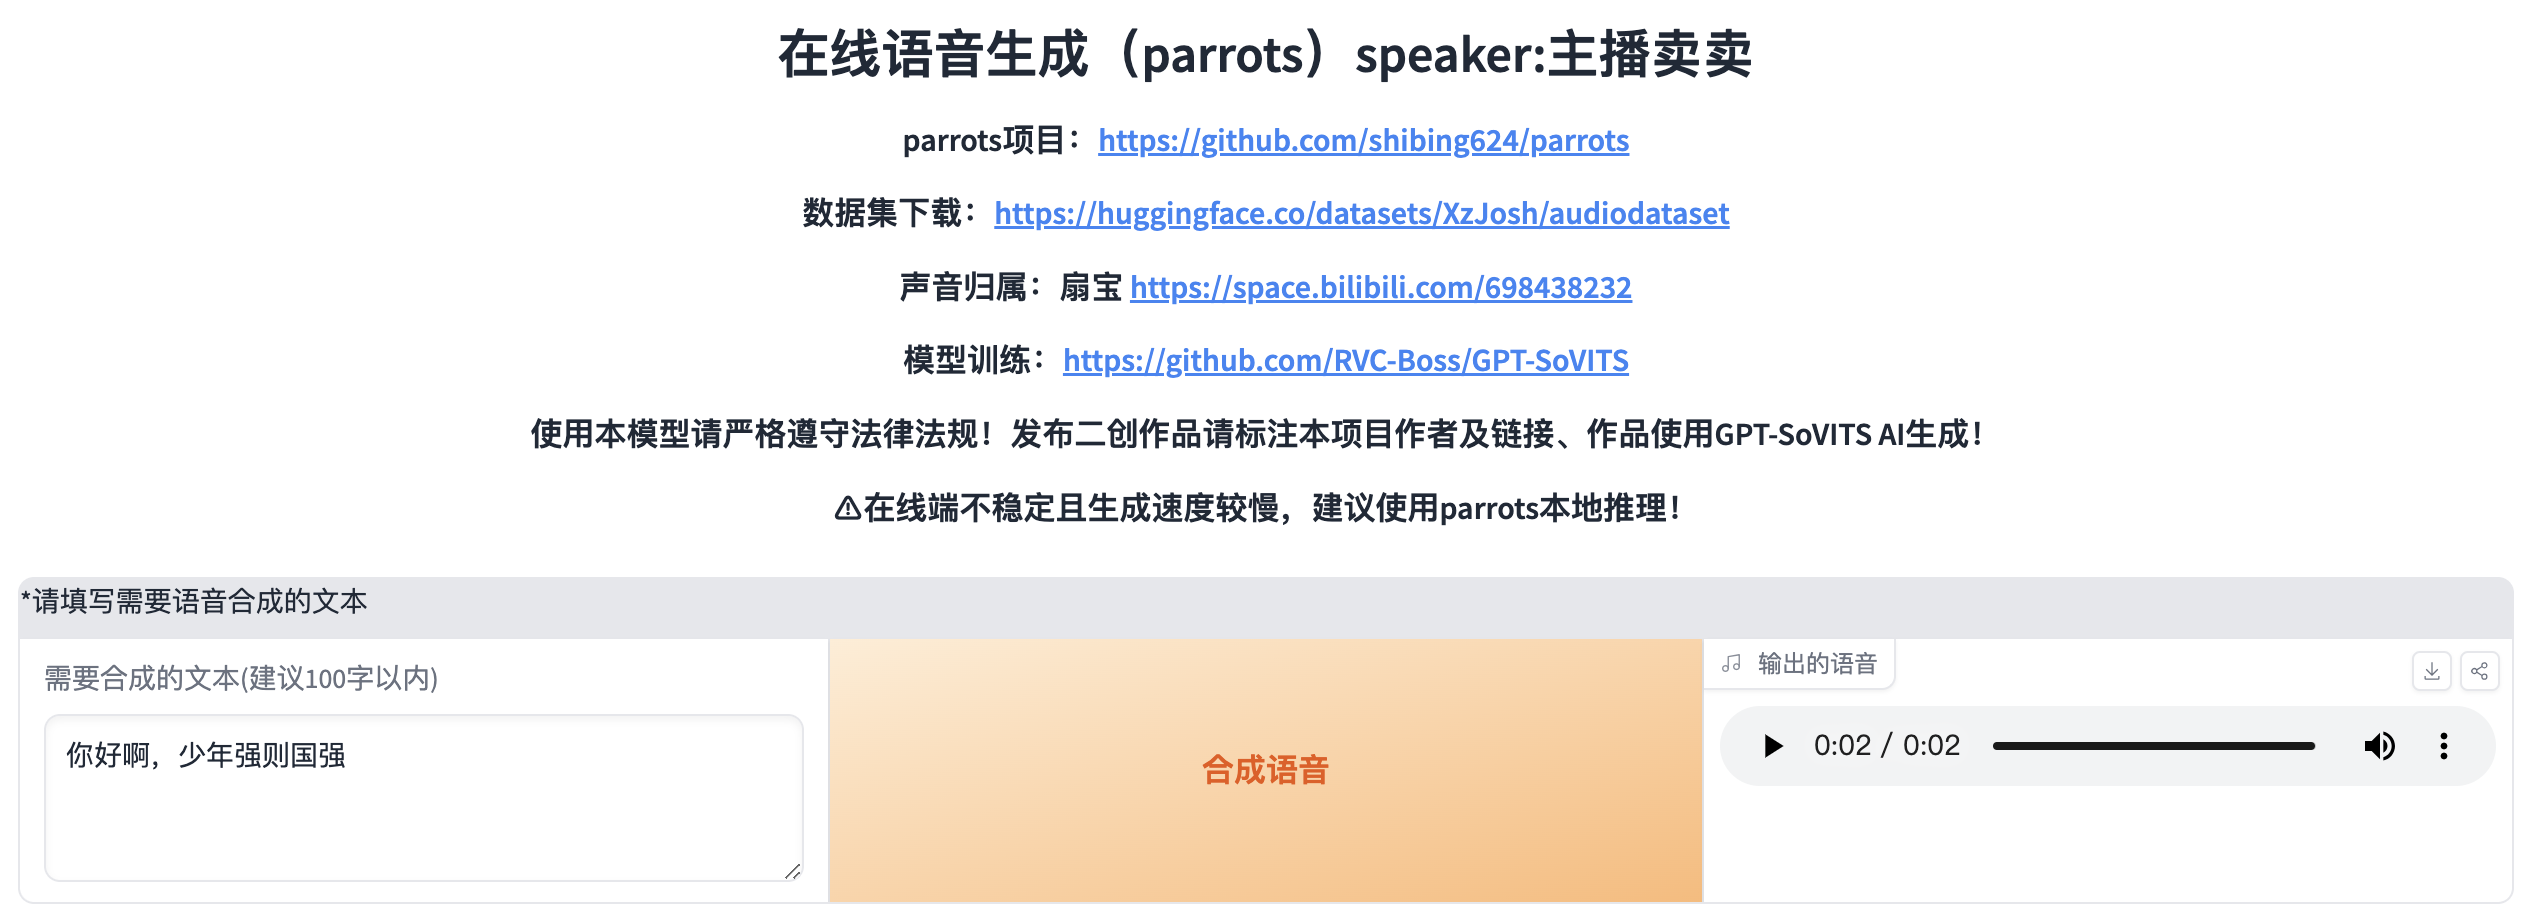 在线语音生成（parrots）speaker:主播卖卖
parrots项目：https://github.com/shibing624/parrots
数据集下载：https://huggingface.co/datasets/XzJosh/audiodataset
声音归属：扇宝 https://space.bilibili.com/698438232
模型训练：https://github.com/RVC-Boss/GPT-SoVITS
使用本模型请严格遵守法律法规！发布二创作品请标注本项目作者及链接、作品使用GPT-SoVITS AI生成！
⚠在线端不稳定且生成速度较慢，建议使用parrots本地推理！
*请填写需要语音合成的文本
需要合成的文本(建议100字以内)
你好啊，少年强则国强
合成语音
输出的语音
0:02 / 0:02